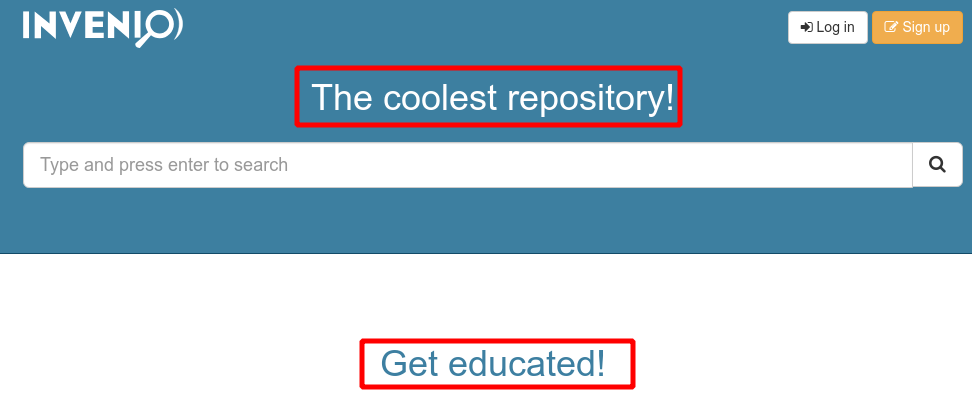 INVENIO
Log in
Sign up
The coolest repository!
Type and press enter to search
Get educated!